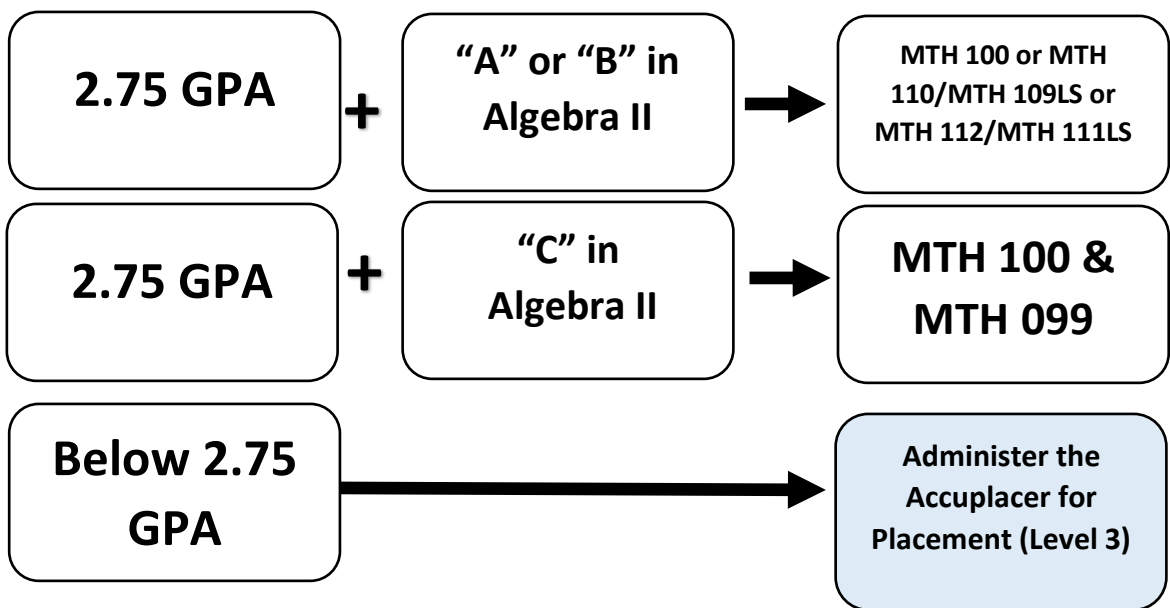 2.75 GPA
+
“A” or “B” in
Algebra II
MTH 100 or MTH
110/MTH 109LS or
MTH 112/MTH 111LS
2.75 GPA
+
“C” in
Algebra II
MTH 100 &
MTH 099
Below 2.75
GPA
Administer the
Accuplacer for
Placement (Level 3)